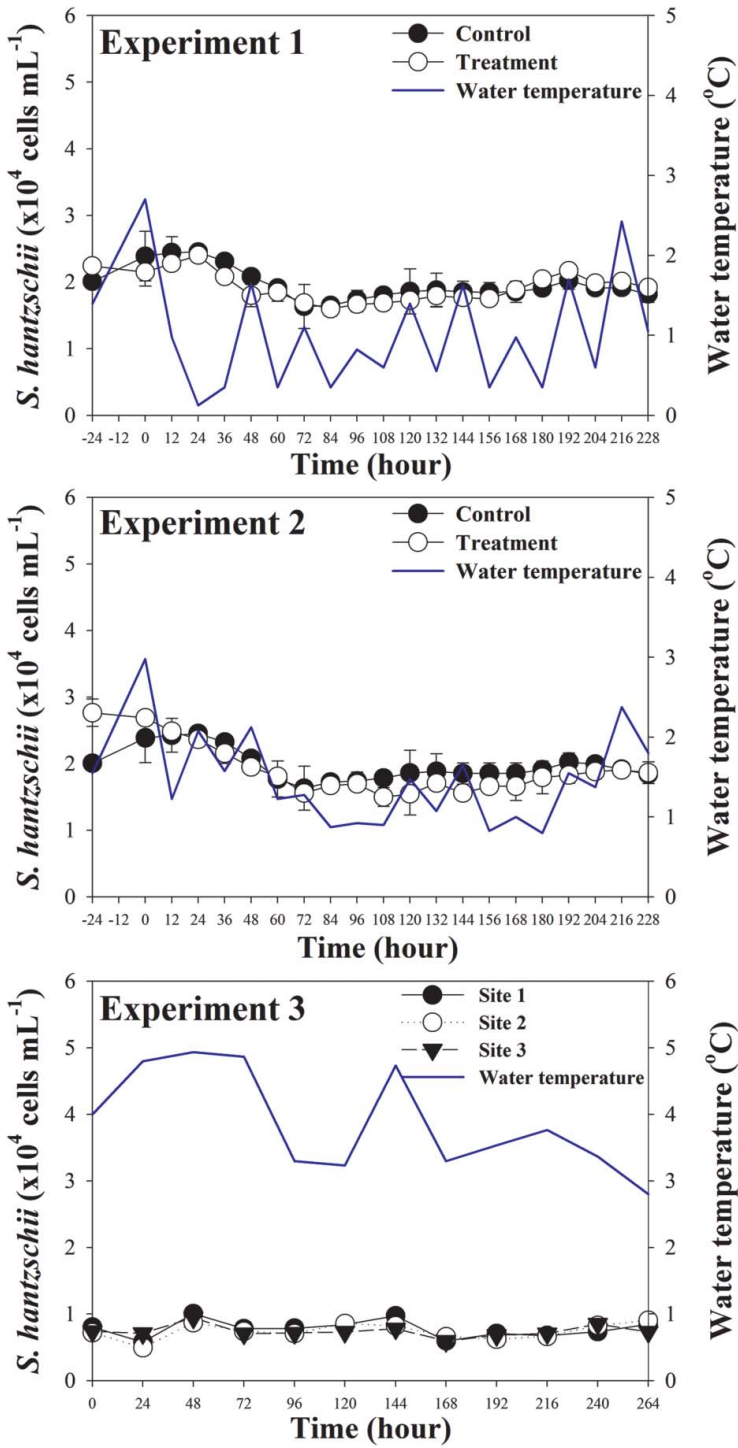 Experiment 1
Control
Treatment
Water temperature
S. hantzschii (x10⁴ cells mL⁻¹)
6
5
4
3
2
1
0
5
4
3
2
1
0
Water temperature (°C)
-24 -12 0 12 24 36 48 60 72 84 96 108 120 132 144 156 168 180 192 204 216 228
Time (hour)
Experiment 2
Control
Treatment
Water temperature
S. hantzschii (x10⁴ cells mL⁻¹)
6
5
4
3
2
1
0
5
4
3
2
1
0
Water temperature (°C)
-24 -12 0 12 24 36 48 60 72 84 96 108 120 132 144 156 168 180 192 204 216 228
Time (hour)
Experiment 3
Site 1
Site 2
Site 3
Water temperature
S. hantzschii (x10⁴ cells mL⁻¹)
6
5
4
3
2
1
0
6
5
4
3
2
1
0
Water temperature (°C)
0 24 48 72 96 120 144 168 192 216 240 264
Time (hour)